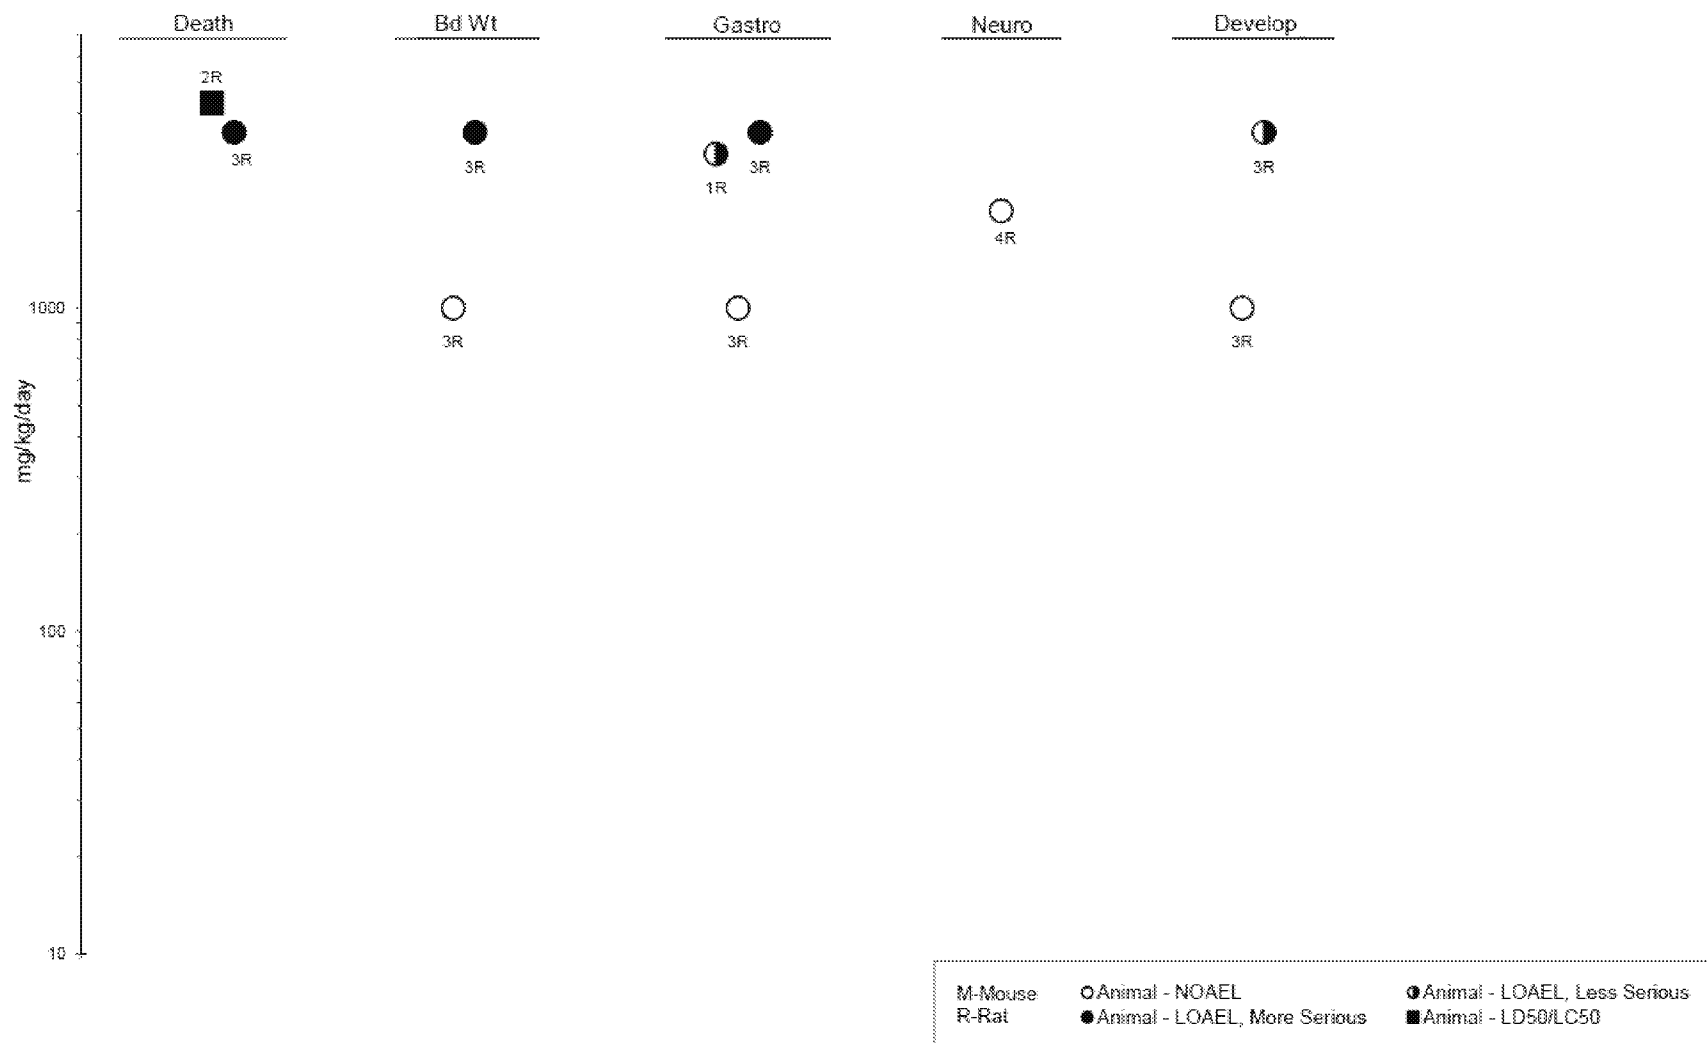 Death Bd Wt Gastro Neuro Develop
2R
3R 3R 1R 3R 3R
4R
1000
3R 3R 3R
mg/kg/day
100
10
M-Mouse Animal - NOAEL Animal - LOAEL, Less Serious
R-Rat Animal - LOAEL, More Serious Animal - LD50/LC50